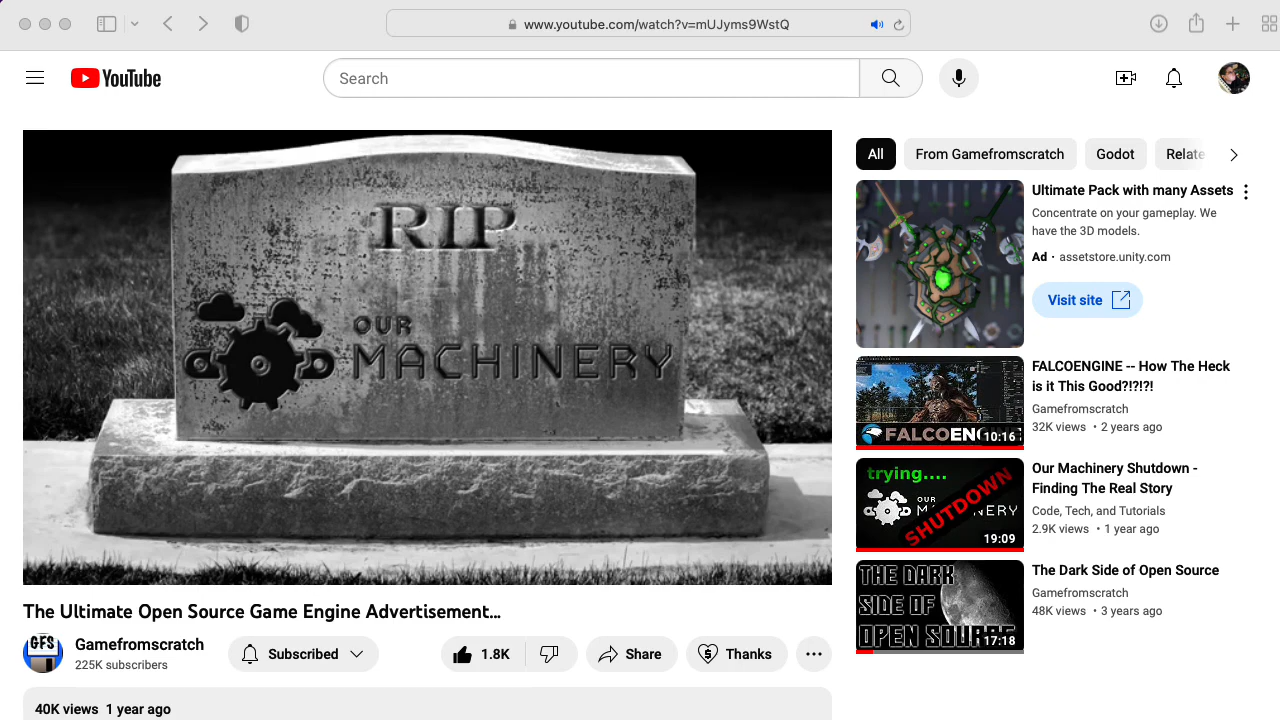 www.youtube.com/watch?v=mUJyms9WstQ
YouTube
Search
RIP
OUR
MACHINERY
The Ultimate Open Source Game Engine Advertisement...
GFS
Gamefromscratch
225K subscribers
Subscribed
1.8K
Share
Thanks
40K views 1 year ago
All
From Gamefromscratch
Godot
Relate
Ultimate Pack with many Assets
Concentrate on your gameplay. We
have the 3D models.
Ad · assetstore.unity.com
Visit site
FALCOENGINE
10:16
FALCOENGINE -- How The Heck
is it This Good?!?!?!
Gamefromscratch
32K views • 2 years ago
trying....
OUR
MACHINERY
SHUTDOWN
19:09
Our Machinery Shutdown -
Finding The Real Story
Code, Tech, and Tutorials
2.9K views • 1 year ago
THE DARK
SIDE OF
OPEN SOURCE
17:18
The Dark Side of Open Source
Gamefromscratch
48K views • 3 years ago